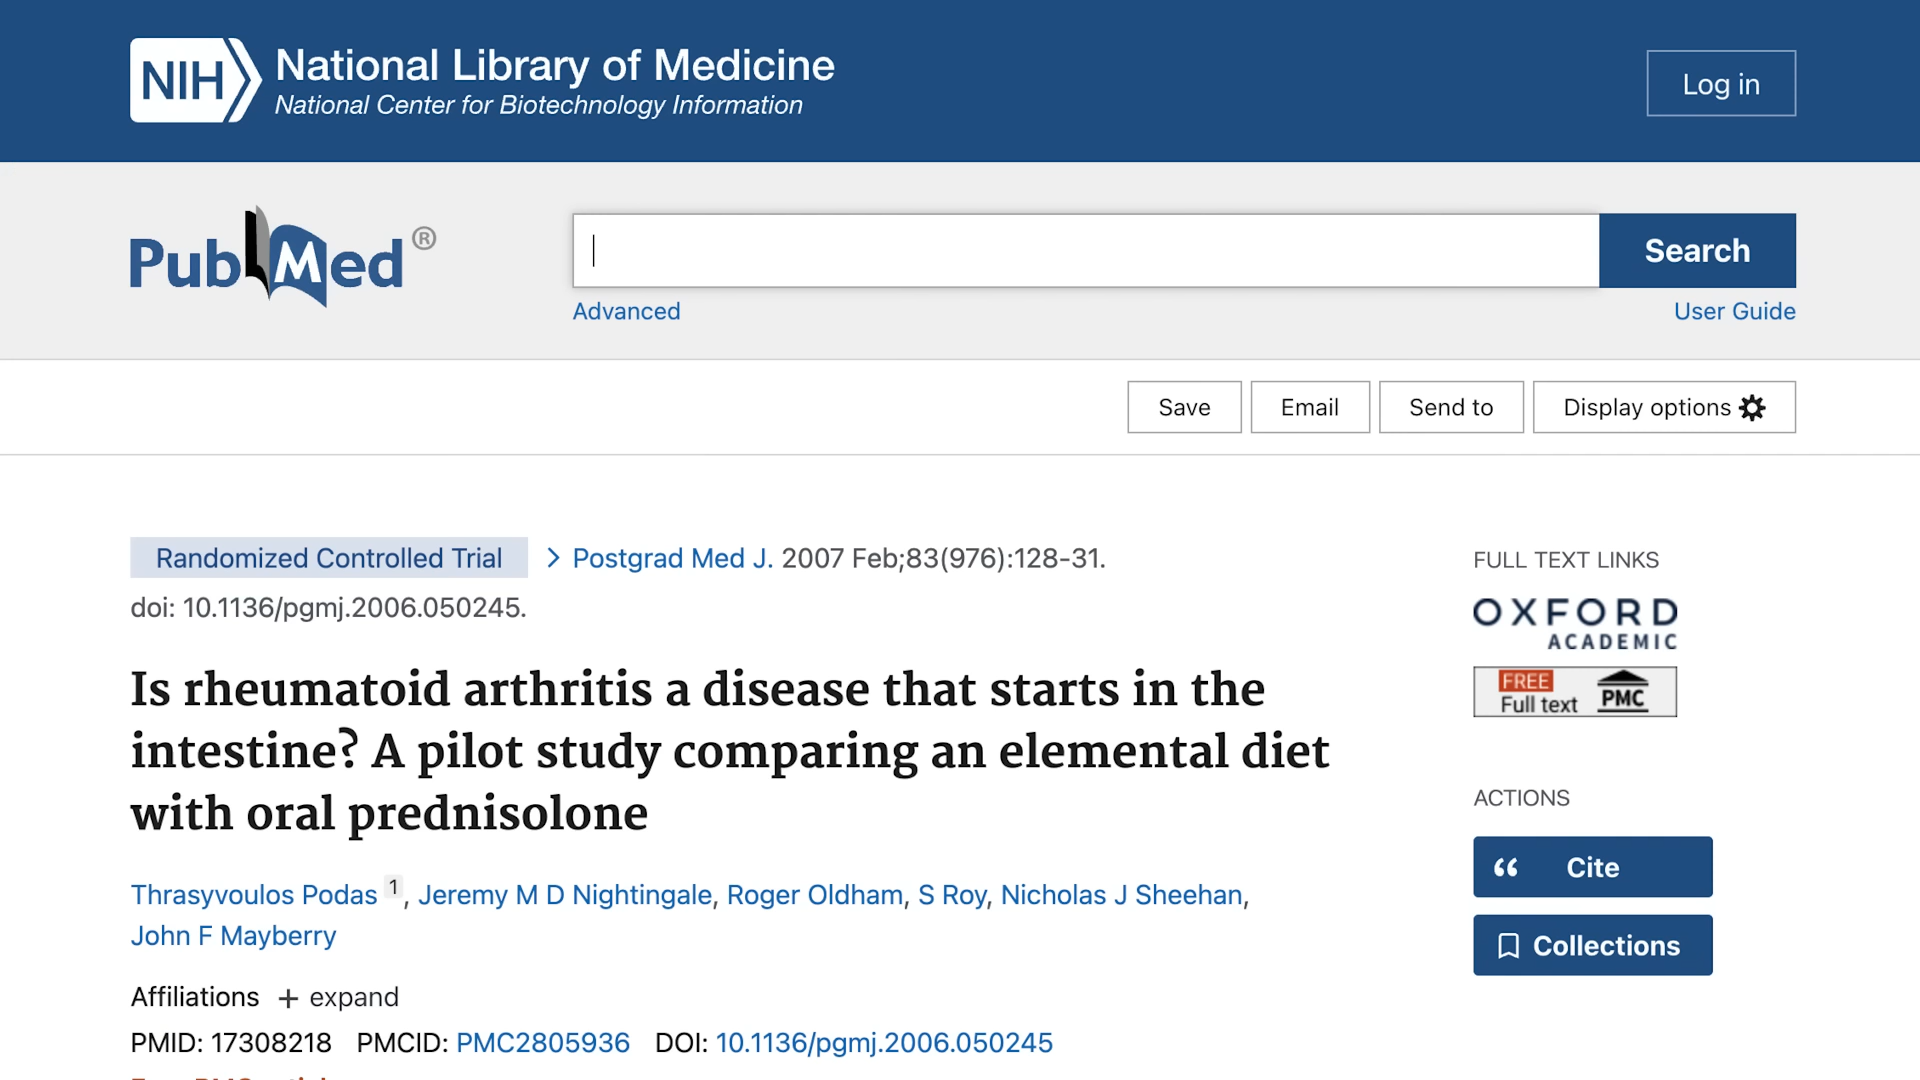 NIH National Library of Medicine
National Center for Biotechnology Information
Log in
PubMed®
Search
Advanced
User Guide
Save
Email
Send to
Display options
Randomized Controlled Trial
Postgrad Med J. 2007 Feb;83(976):128-31.
doi: 10.1136/pgmj.2006.050245.
Is rheumatoid arthritis a disease that starts in the
intestine? A pilot study comparing an elemental diet
with oral prednisolone
Thrasyvoulos Podas 1, Jeremy M D Nightingale, Roger Oldham, S Roy, Nicholas J Sheehan,
John F Mayberry
Affiliations + expand
PMID: 17308218 PMCID: PMC2805936 DOI: 10.1136/pgmj.2006.050245
FULL TEXT LINKS
OXFORD
ACADEMIC
FREE
Full text
PMC
ACTIONS
Cite
Collections